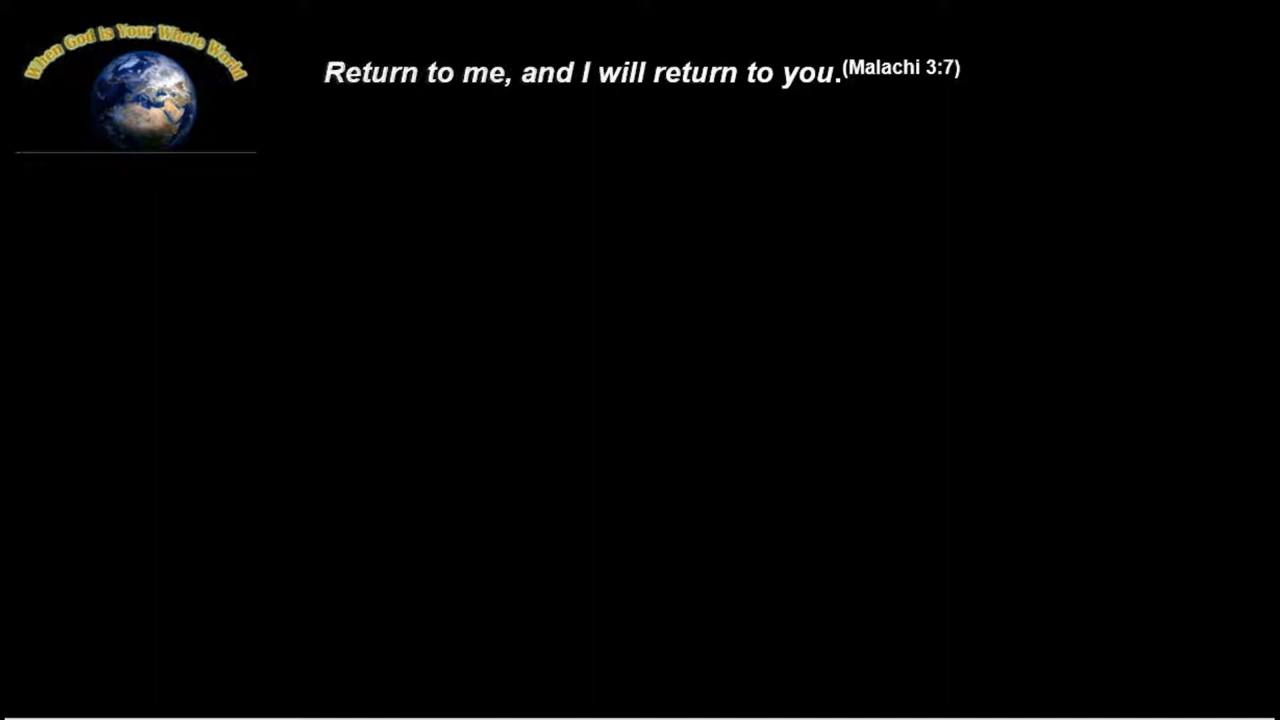 When God is Your Whole World
Return to me, and I will return to you.(Malachi 3:7)